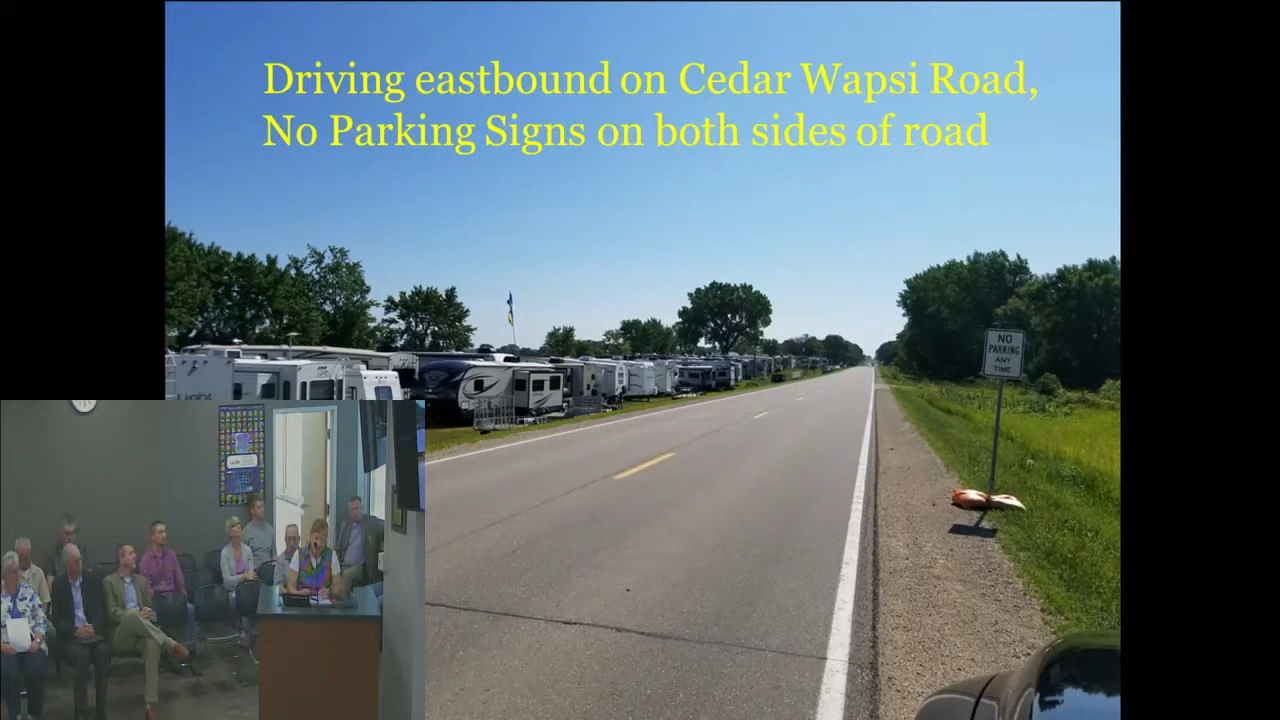 Driving eastbound on Cedar Wapsi Road,
No Parking Signs on both sides of road
NO
PARKING
ANY
TIME